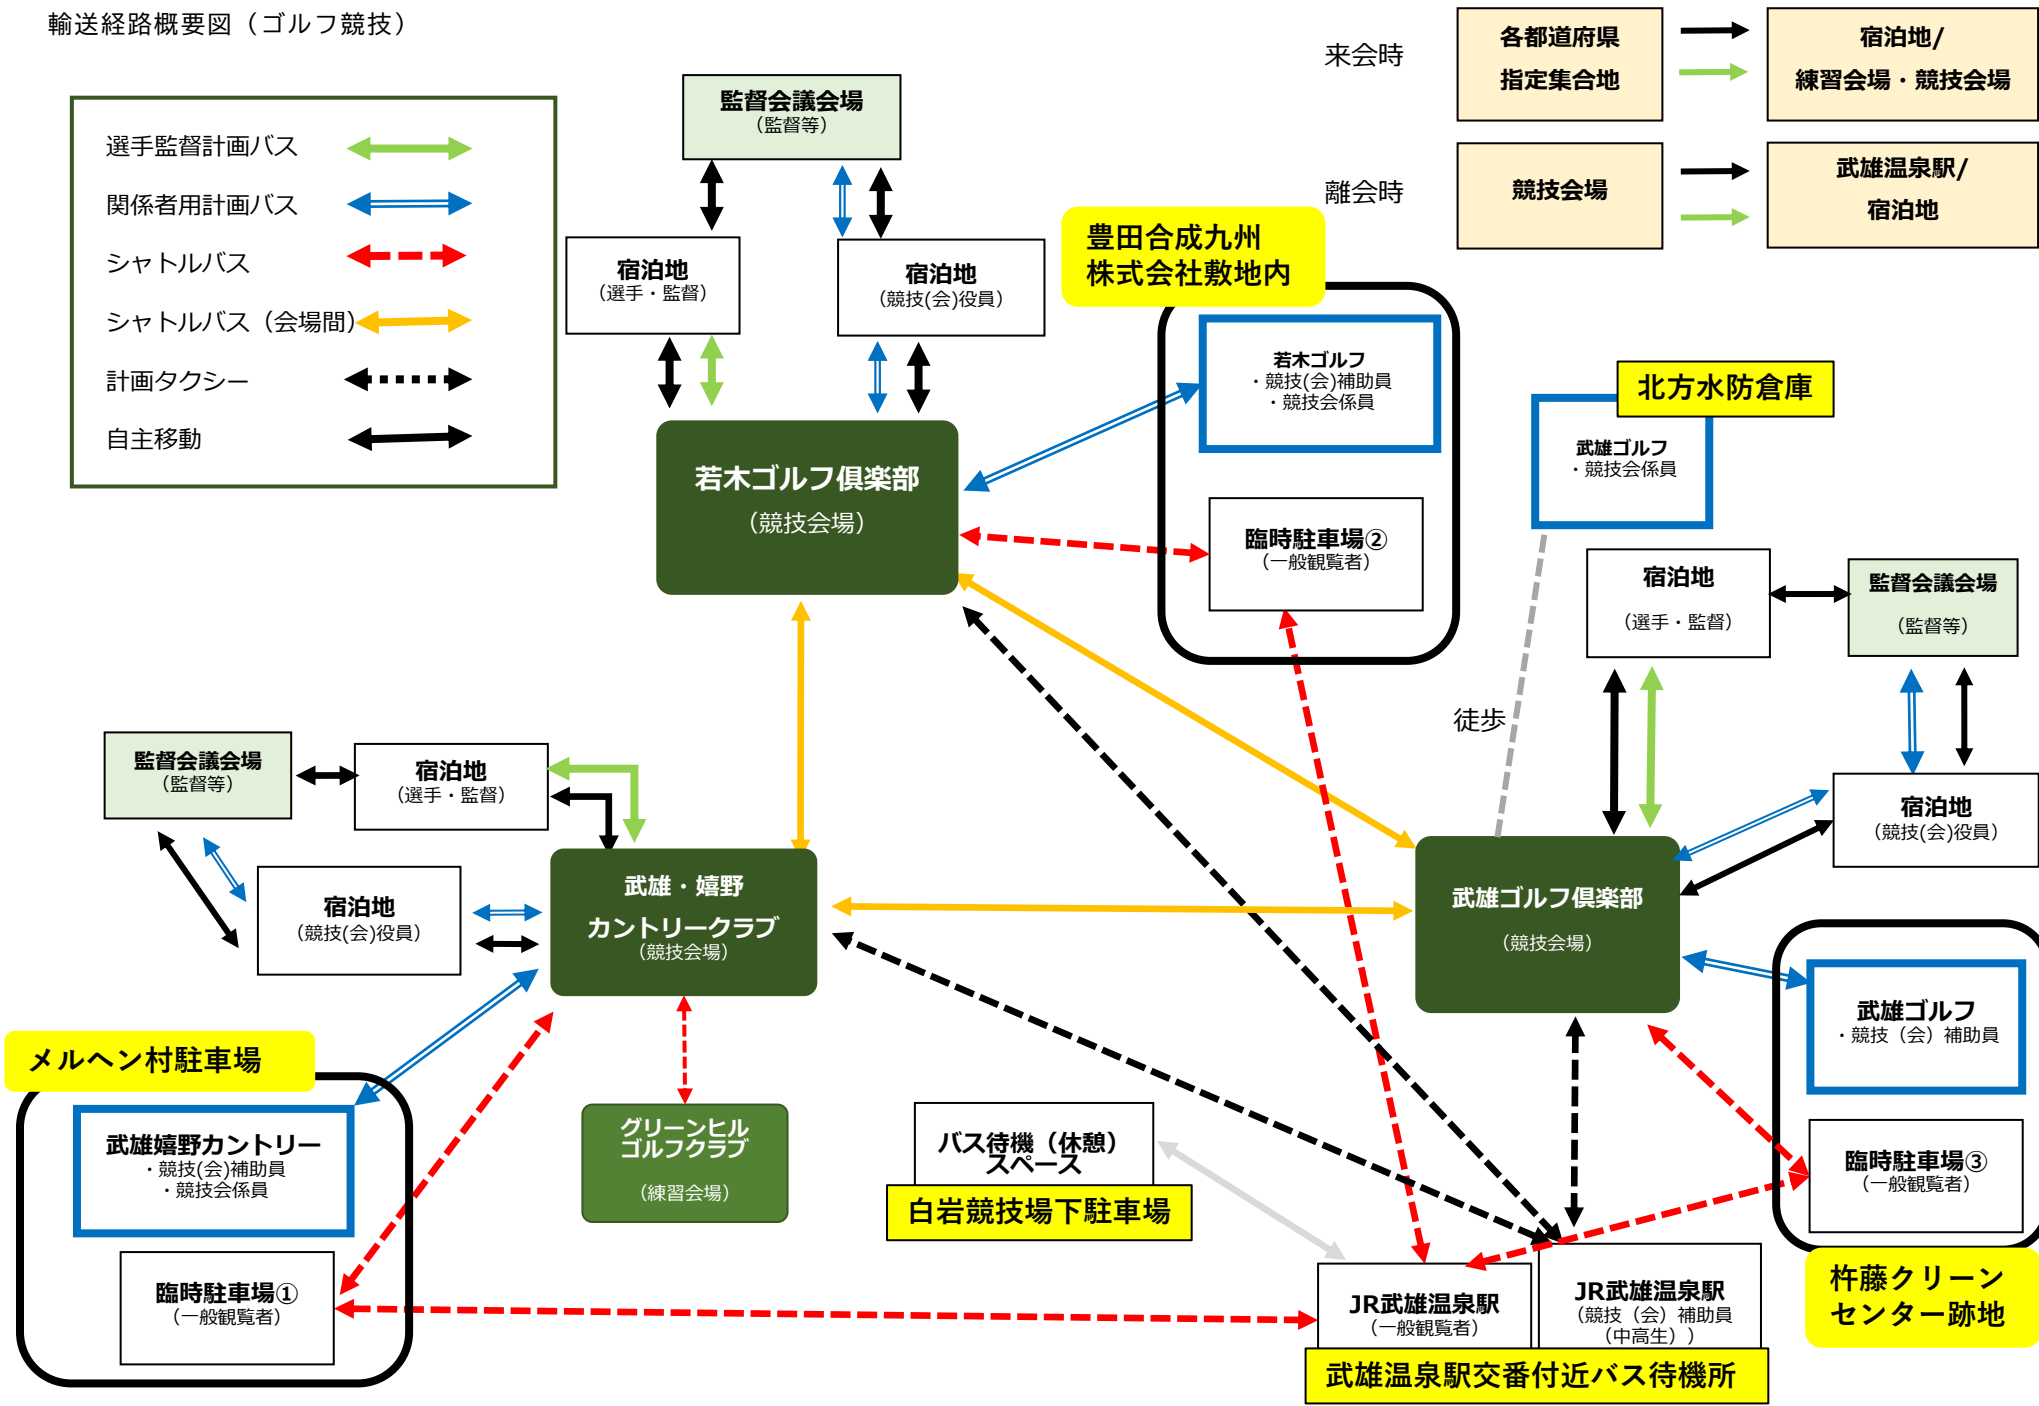 輸送経路概要図（ゴルフ競技）
選手監督計画バス
関係者用計画バス
シャトルバス
シャトルバス（会場間）
計画タクシー
自主移動
来会時
各都道府県
指定集合地
宿泊地/
練習会場・競技会場
離会時
競技会場
武雄温泉駅/
宿泊地
監督会議会場
（監督等）
宿泊地
（選手・監督）
宿泊地
（競技(会)役員）
若木ゴルフ倶楽部
（競技会場）
豊田合成九州
株式会社敷地内
若木ゴルフ
・競技(会)補助員
・競技会係員
臨時駐車場②
（一般観覧者）
北方水防倉庫
武雄ゴルフ
・競技会係員
徒歩
宿泊地
（選手・監督）
監督会議会場
（監督等）
宿泊地
（競技(会)役員）
武雄ゴルフ倶楽部
（競技会場）
武雄ゴルフ
・競技（会）補助員
臨時駐車場③
（一般観覧者）
杵藤クリーン
センター跡地
監督会議会場
（監督等）
宿泊地
（選手・監督）
宿泊地
（競技(会)役員）
武雄・嬉野
カントリークラブ
（競技会場）
メルヘン村駐車場
武雄嬉野カントリー
・競技(会)補助員
・競技会係員
臨時駐車場①
（一般観覧者）
グリーンヒル
ゴルフクラブ
（練習会場）
バス待機（休憩）
スペース
白岩競技場下駐車場
JR武雄温泉駅
（一般観覧者）
JR武雄温泉駅
（競技（会）補助員
（中高生））
武雄温泉駅交番付近バス待機所